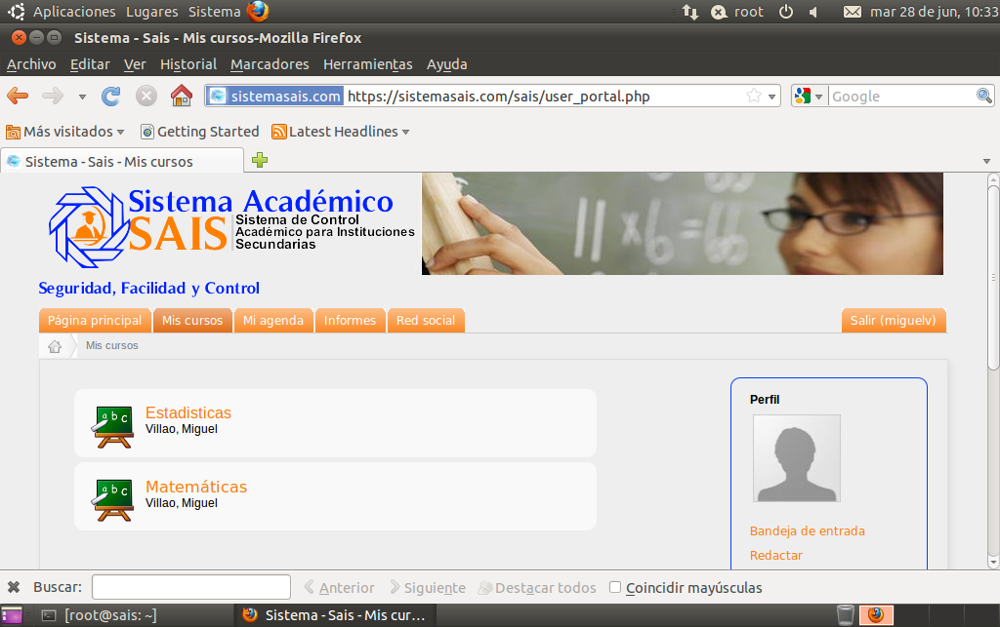 Aplicaciones Lugares Sistema root mar 28 de jun, 10:33
Sistema - Sais - Mis cursos-Mozilla Firefox
Archivo Editar Ver Historial Marcadores Herramientas Ayuda
sistemasais.com https://sistemasais.com/sais/user_portal.php Google
Más visitados Getting Started Latest Headlines
Sistema - Sais - Mis cursos
Sistema Académico
SAIS
Sistema de Control
Académico para Instituciones
Secundarias
11x6=66
Seguridad, Facilidad y Control
Página principal Mis cursos Mi agenda Informes Red social Salir (miguelv)
Mis cursos
a b c Estadisticas
Villao, Miguel
a b c Matemáticas
Villao, Miguel
Perfil
Bandeja de entrada
Redactar
Buscar: Anterior Siguiente Destacar todos Coincidir mayúsculas
[root@sais: ~] Sistema - Sais - Mis cur...